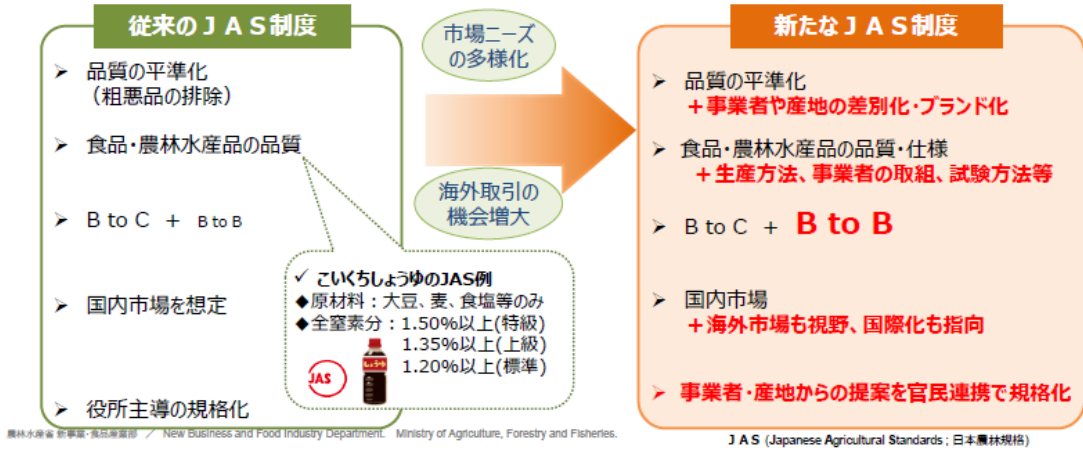 従来のＪＡＳ制度
➢ 品質の平準化
（粗悪品の排除）
➢ 食品・農林水産品の品質
➢ B to C ＋ B to B
➢ 国内市場を想定
➢ 役所主導の規格化
✓ こいくちしょうゆのJAS例
◆原材料：大豆、麦、食塩等のみ
◆全窒素分：1.50%以上(特級)
1.35%以上(上級)
1.20%以上(標準)
JAS
しょうゆ
市場ニーズ
の多様化
海外取引の
機会増大
新たなＪＡＳ制度
➢ 品質の平準化
＋事業者や産地の差別化・ブランド化
➢ 食品・農林水産品の品質・仕様
＋生産方法、事業者の取組、試験方法等
➢ B to C ＋ B to B
➢ 国内市場
＋海外市場も視野、国際化も指向
➢ 事業者・産地からの提案を官民連携で規格化
農林水産省 新事業・食品産業部 ／ New Business and Food Industry Department. Ministry of Agriculture, Forestry and Fisheries.
ＪＡＳ (Japanese Agricultural Standards ; 日本農林規格)